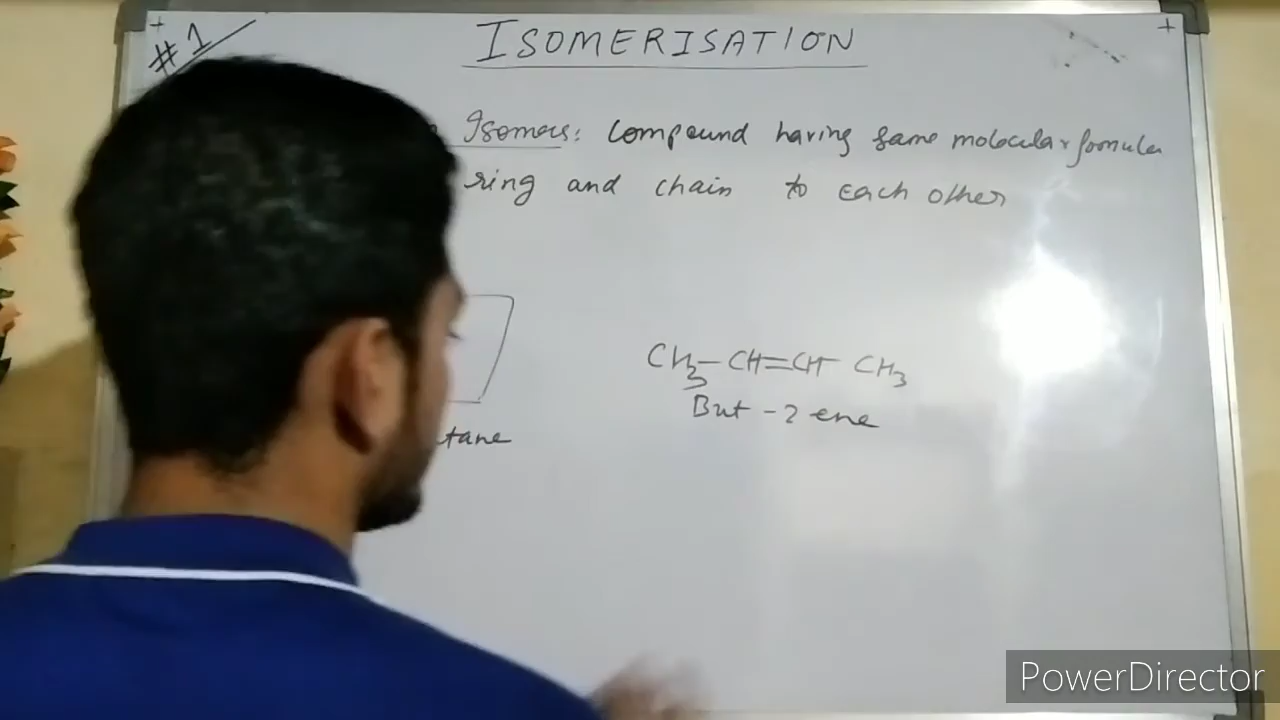 #1
ISOMERISATION
Isomers: Compound having same molecular formula
ring and chain to each other
CH3-CH=CH CH3
But-2 ene
tane
PowerDirector